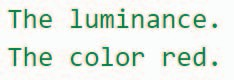 The luminance.
The color red.